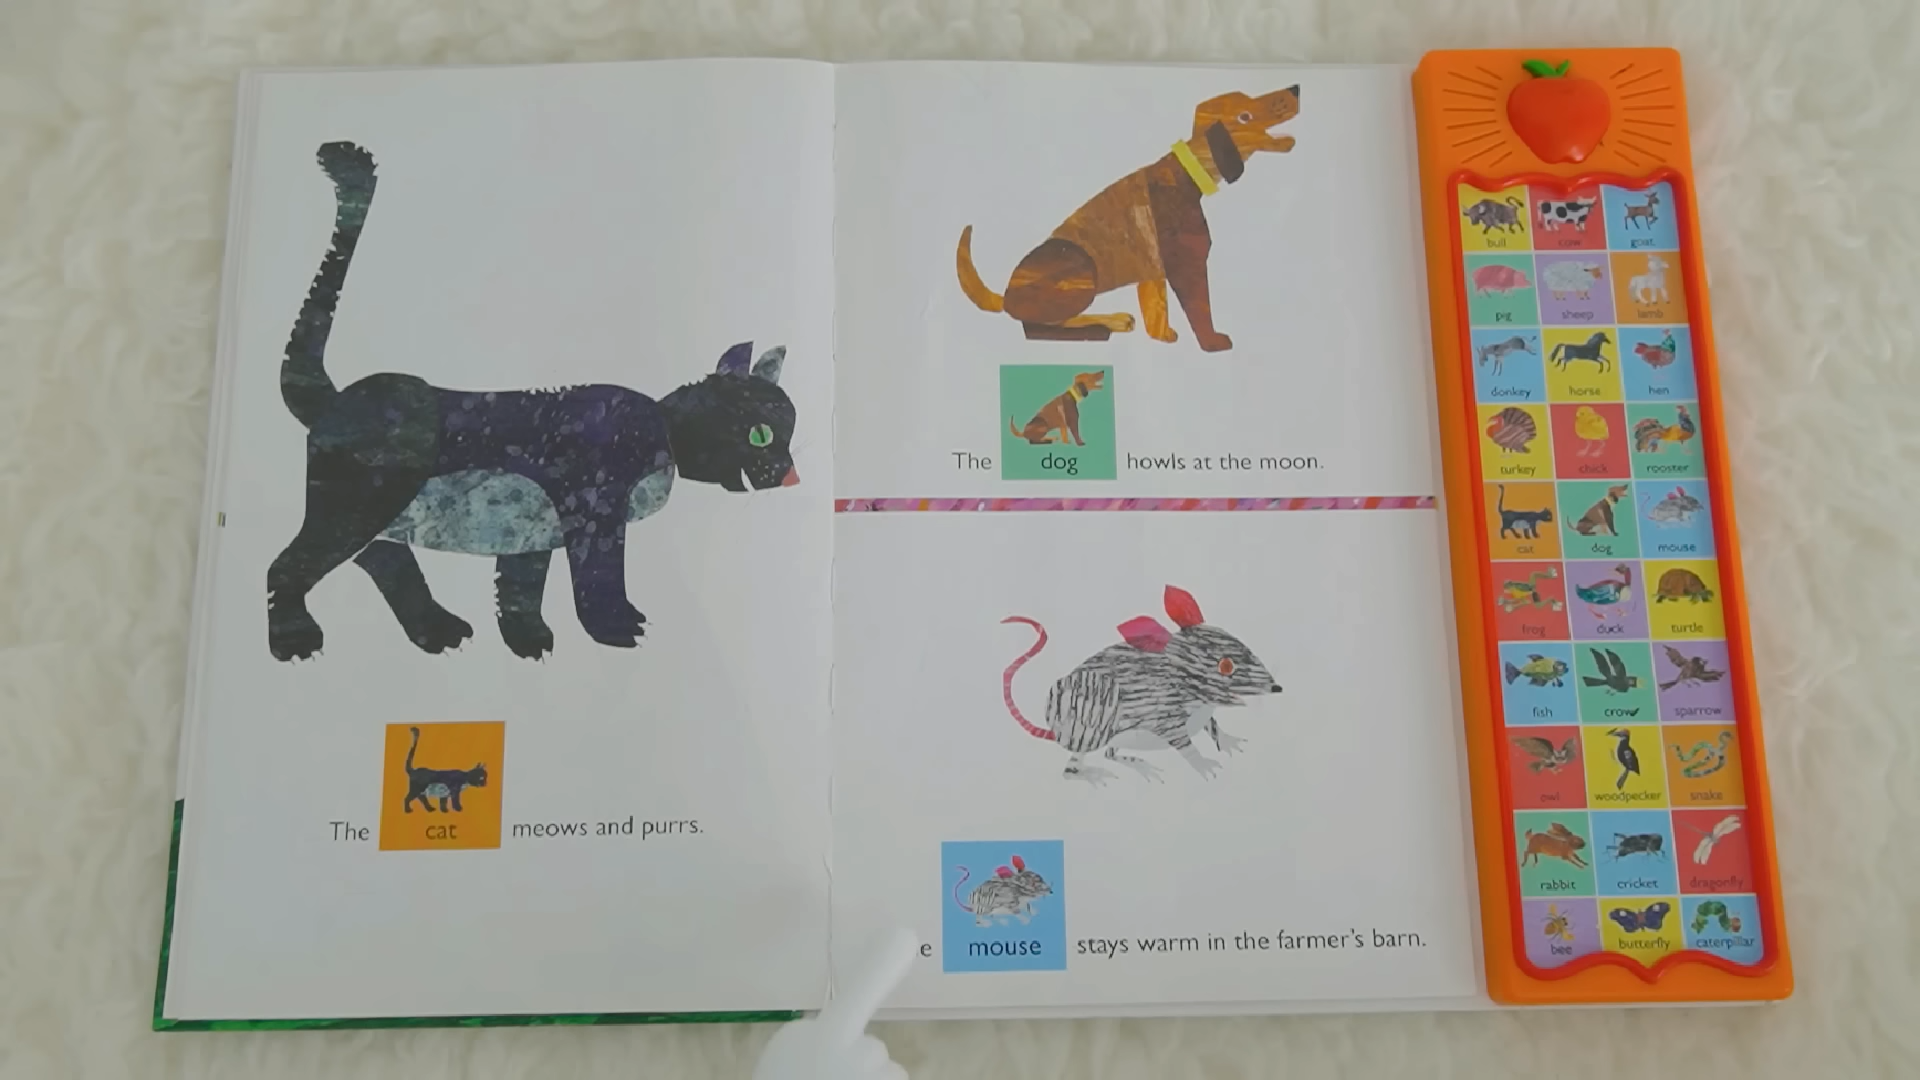 The cat meows and purrs.
The dog howls at the moon.
mouse stays warm in the farmer's barn.
bull cow goat
pig sheep lamb
donkey horse hen
turkey chick rooster
cat dog mouse
frog duck turtle
fish crow sparrow
owl woodpecker snake
rabbit cricket dragonfly
bee butterfly caterpillar